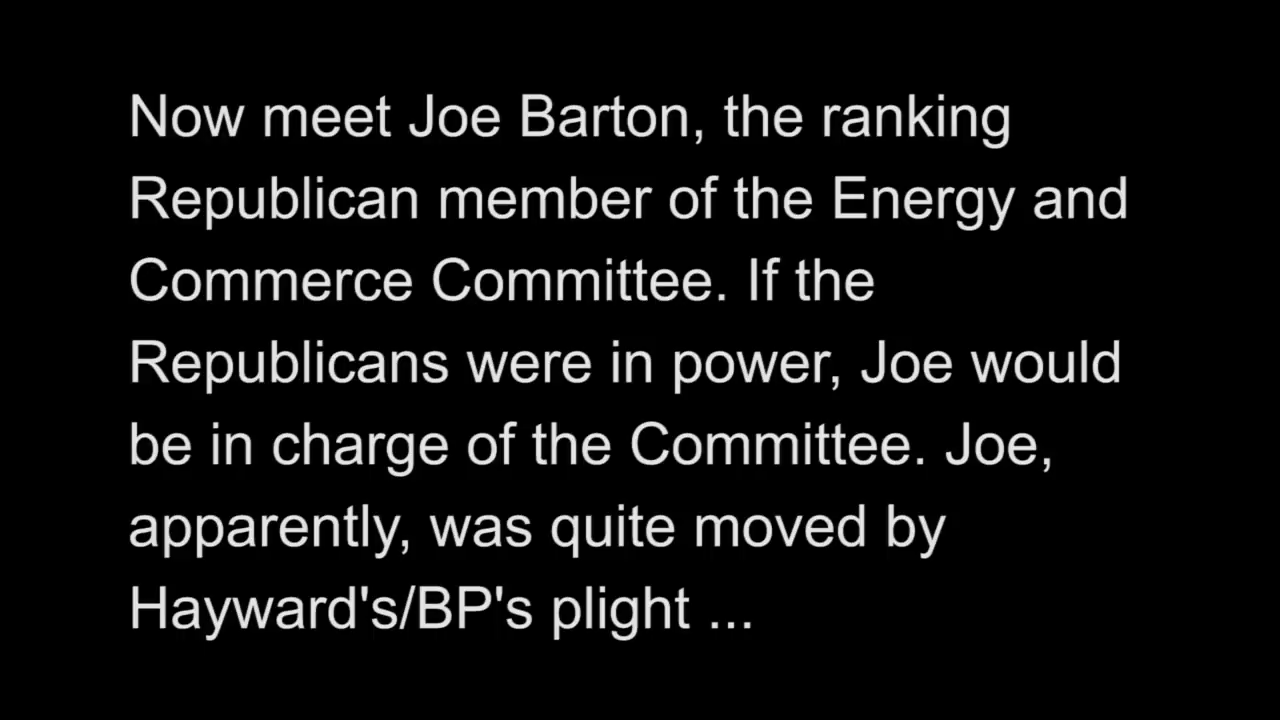 Now meet Joe Barton, the ranking
Republican member of the Energy and
Commerce Committee. If the
Republicans were in power, Joe would
be in charge of the Committee. Joe,
apparently, was quite moved by
Hayward's/BP's plight ...